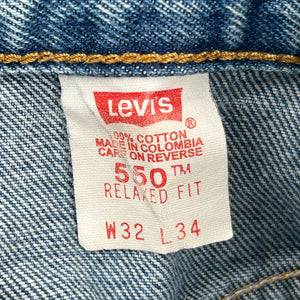 Levi's
®
100% COTTON
MADE IN COLOMBIA
CARE ON REVERSE
550™
RELAXED FIT
W32 L34